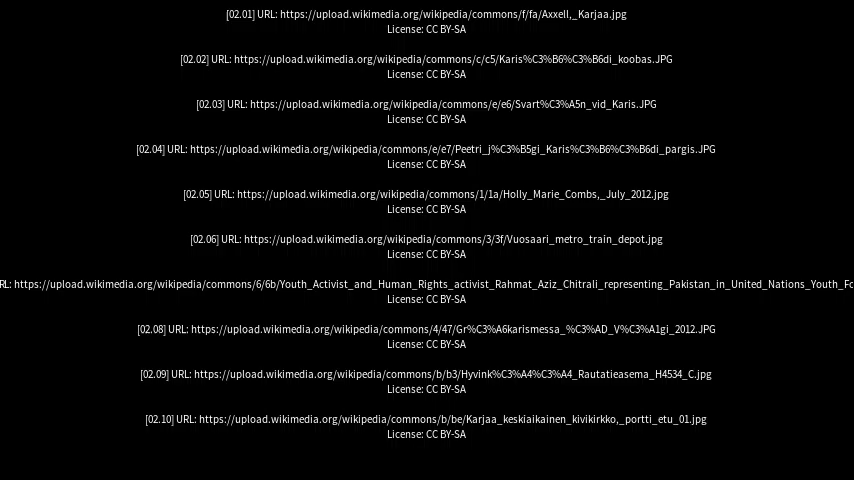 [02.01] URL: https://upload.wikimedia.org/wikipedia/commons/f/fa/Axxell,_Karjaa.jpg
License: CC BY-SA
[02.02] URL: https://upload.wikimedia.org/wikipedia/commons/c/c5/Karis%C3%B6%C3%B6di_koobas.JPG
License: CC BY-SA
[02.03] URL: https://upload.wikimedia.org/wikipedia/commons/e/e6/Svart%C3%A5n_vid_Karis.JPG
License: CC BY-SA
[02.04] URL: https://upload.wikimedia.org/wikipedia/commons/e/e7/Peetri_j%C3%B5gi_Karis%C3%B6%C3%B6di_pargis.JPG
License: CC BY-SA
[02.05] URL: https://upload.wikimedia.org/wikipedia/commons/1/1a/Holly_Marie_Combs,_July_2012.jpg
License: CC BY-SA
[02.06] URL: https://upload.wikimedia.org/wikipedia/commons/3/3f/Vuosaari_metro_train_depot.jpg
License: CC BY-SA
RL: https://upload.wikimedia.org/wikipedia/commons/6/6b/Youth_Activist_and_Human_Rights_activist_Rahmat_Aziz_Chitrali_representing_Pakistan_in_United_Nations_Youth_Fo
License: CC BY-SA
[02.08] URL: https://upload.wikimedia.org/wikipedia/commons/4/47/Gr%C3%A6karismessa_%C3%AD_V%C3%A1gi_2012.JPG
License: CC BY-SA
[02.09] URL: https://upload.wikimedia.org/wikipedia/commons/b/b3/Hyvink%C3%A4%C3%A4_Rautatieasema_H4534_C.jpg
License: CC BY-SA
[02.10] URL: https://upload.wikimedia.org/wikipedia/commons/b/be/Karjaa_keskiaikainen_kivikirkko,_portti_etu_01.jpg
License: CC BY-SA